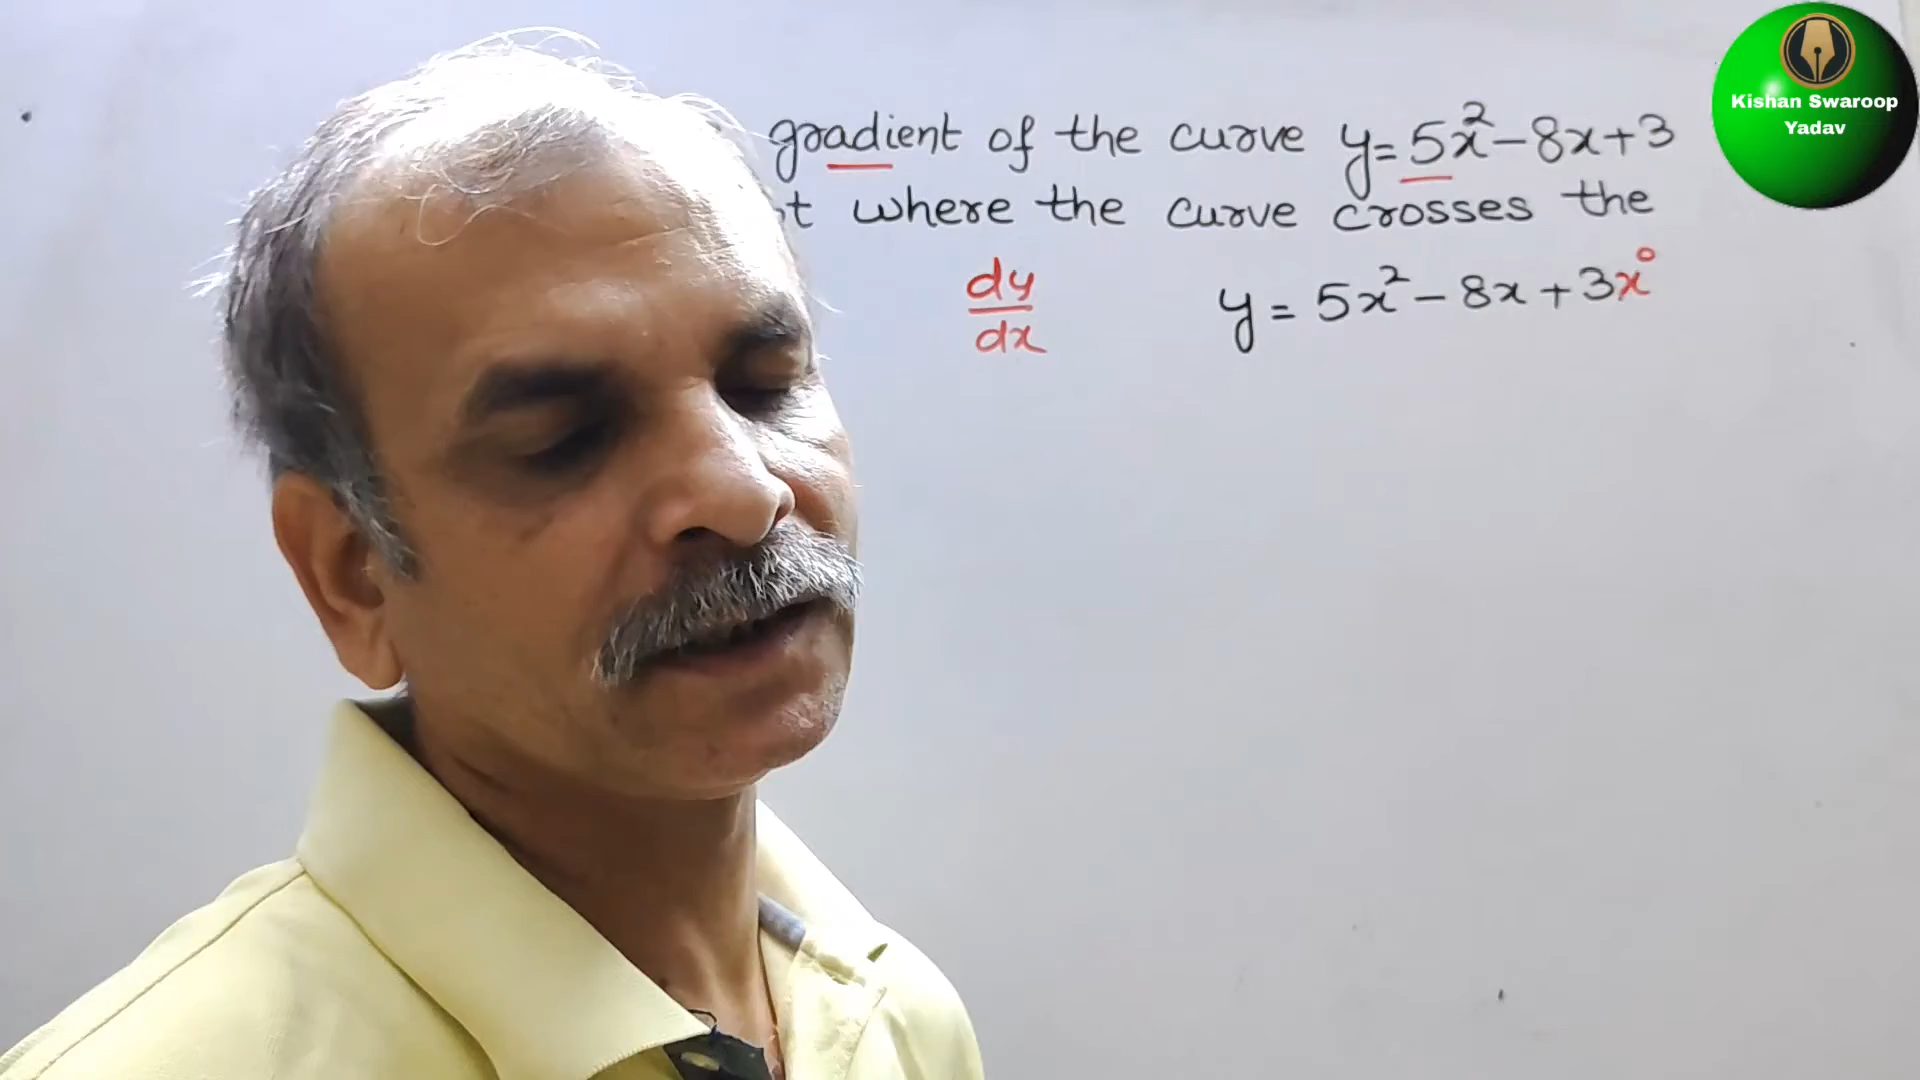 gradient of the curve y=5x²-8x+3
where the curve crosses the
dy
dx
y = 5x² - 8x + 3x⁰
Kishan Swaroop
Yadav